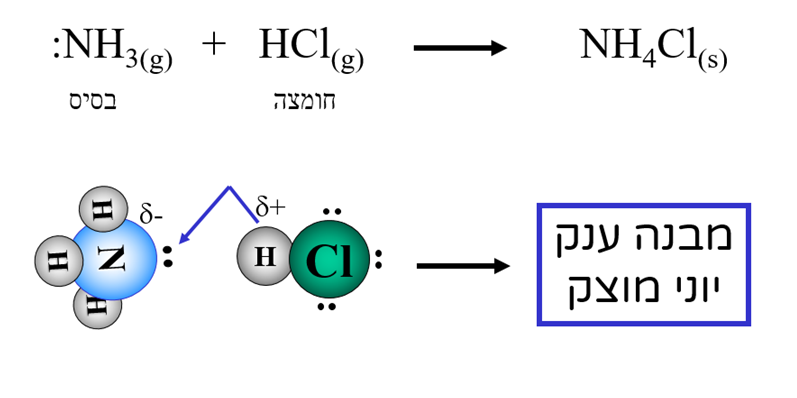 :NH₃(g) + HCl(g) → NH₄Cl(s)
בסיס חומצה
H δ- δ+
H N : H Cl :
H
מבנה ענק
יוני מוצק